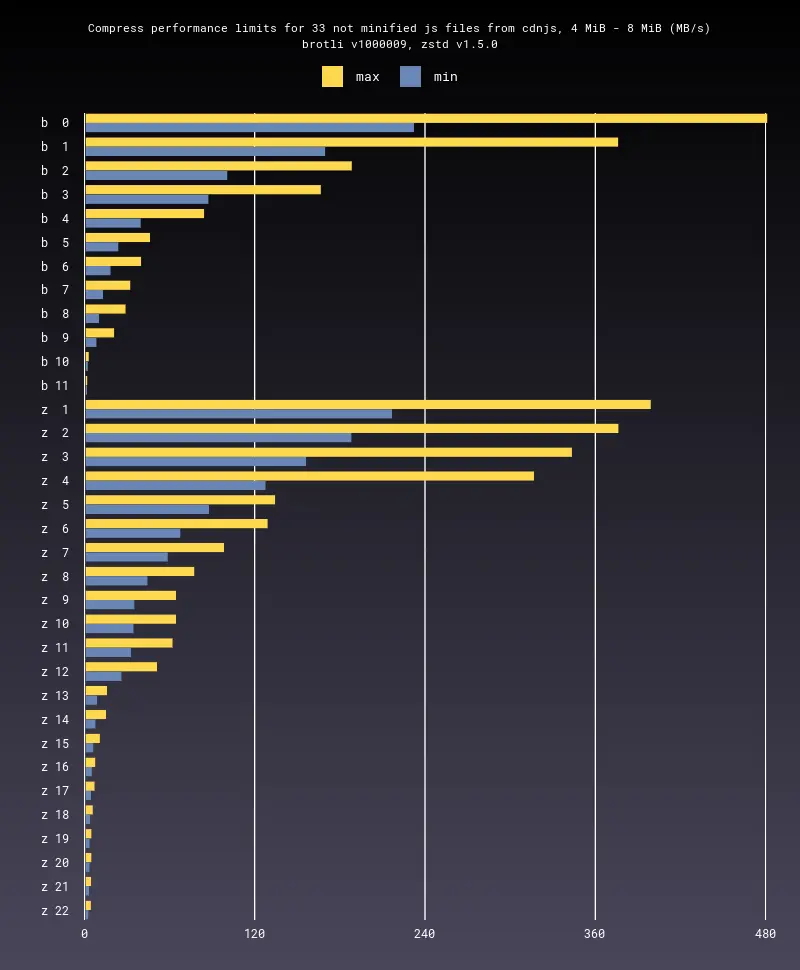 Compress performance limits for 33 not minified js files from cdnjs, 4 MiB - 8 MiB (MB/s)
brotli v1000009, zstd v1.5.0
max min
b 0
b 1
b 2
b 3
b 4
b 5
b 6
b 7
b 8
b 9
b 10
b 11
z 1
z 2
z 3
z 4
z 5
z 6
z 7
z 8
z 9
z 10
z 11
z 12
z 13
z 14
z 15
z 16
z 17
z 18
z 19
z 20
z 21
z 22
0 120 240 360 480